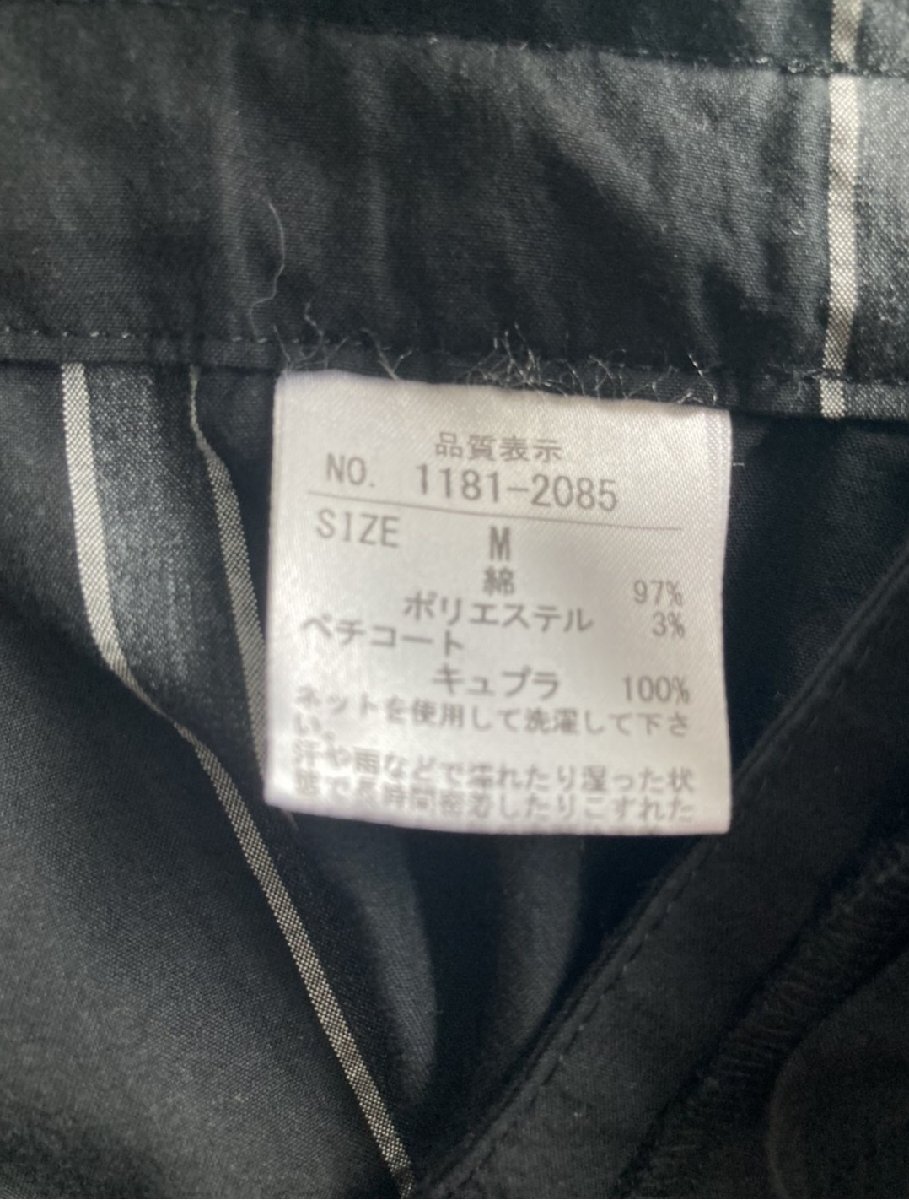 品質表示
NO. 1181-2085
SIZE M
綿 97%
ポリエステル 3%
ペチコート
キュプラ 100%
ネットを使用して洗濯して下さ
い。
汗や雨などで濡れたり湿った状
態で長時間密着したりこすれた